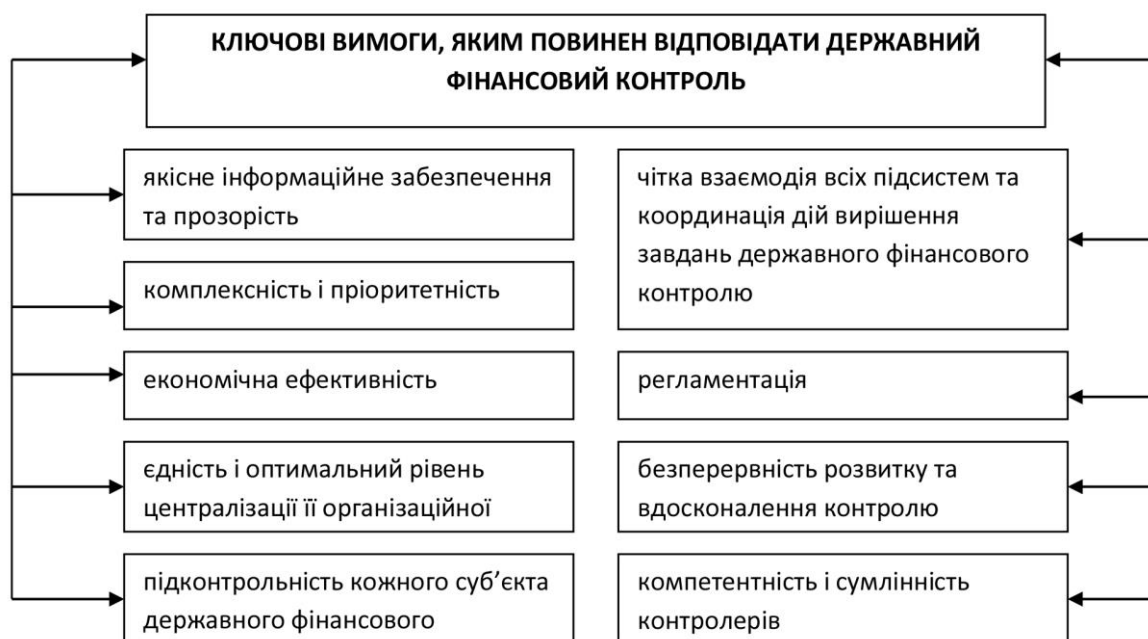 КЛЮЧОВІ ВИМОГИ, ЯКИМ ПОВИНЕН ВІДПОВІДАТИ ДЕРЖАВНИЙ
ФІНАНСОВИЙ КОНТРОЛЬ
якісне інформаційне забезпечення
та прозорість
комплексність і пріоритетність
економічна ефективність
єдність і оптимальний рівень
централізації її організаційної
підконтрольність кожного суб’єкта
державного фінансового
чітка взаємодія всіх підсистем та
координація дій вирішення
завдань державного фінансового
контролю
регламентація
безперервність розвитку та
вдосконалення контролю
компетентність і сумлінність
контролерів